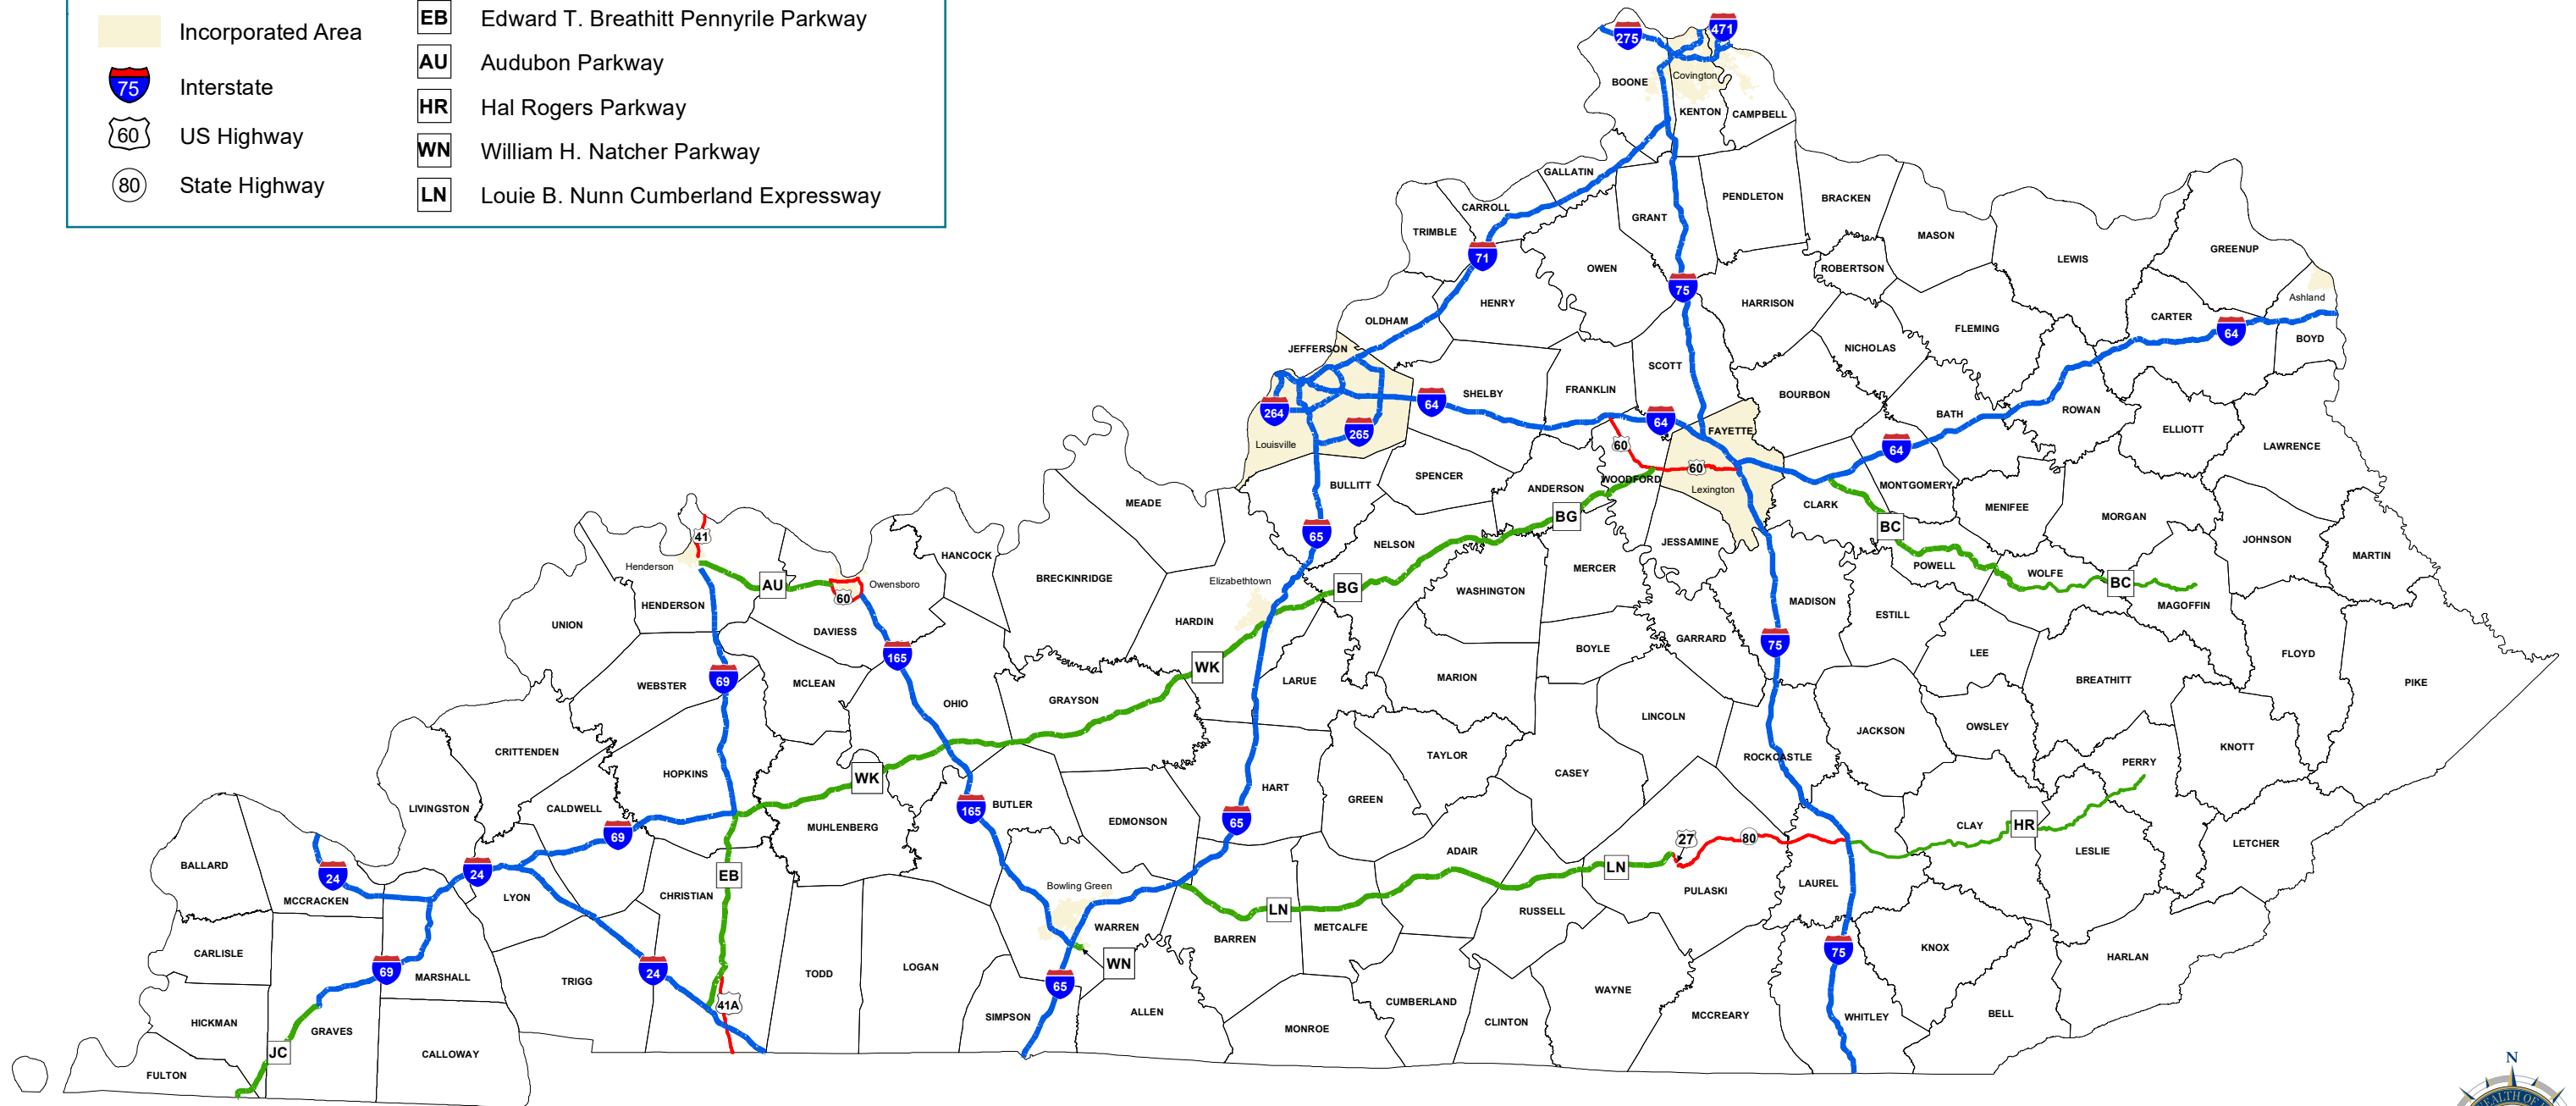 Incorporated Area
75 Interstate
60 US Highway
80 State Highway
EB Edward T. Breathitt Pennyrile Parkway
AU Audubon Parkway
HR Hal Rogers Parkway
WN William H. Natcher Parkway
LN Louie B. Nunn Cumberland Expressway
275
471
BOONE
Covington
KENTON
CAMPBELL
GALLATIN
CARROLL
TRIMBLE
GRANT
PENDLETON
BRACKEN
MASON
LEWIS
GREENUP
71
OWEN
ROBERTSON
75
HENRY
HARRISON
Ashland
OLDHAM
FLEMING
CARTER
64
BOYD
JEFFERSON
NICHOLAS
SCOTT
SHELBY
FRANKLIN
BOURBON
264
64
64
265
BATH
ROWAN
FAYETTE
ELLIOTT
Louisville
60
64
LAWRENCE
60
SPENCER
WOODFORD
BULLITT
ANDERSON
Lexington
MONTGOMERY
MEADE
CLARK
MENIFEE
BG
MORGAN
BC
41
65
NELSON
JESSAMINE
JOHNSON
HANCOCK
MARTIN
Henderson
POWELL
MERCER
WOLFE
BRECKINRIDGE
Elizabethtown
AU
Owensboro
BG
BC
60
WASHINGTON
HENDERSON
MADISON
MAGOFFIN
ESTILL
UNION
HARDIN
DAVIESS
GARRARD
75
BOYLE
LEE
FLOYD
165
WK
MARION
LARUE
BREATHITT
PIKE
69
MCLEAN
WEBSTER
GRAYSON
OHIO
LINCOLN
OWSLEY
JACKSON
KNOTT
CRITTENDEN
TAYLOR
ROCKCASTLE
PERRY
HOPKINS
WK
CASEY
HART
GREEN
LIVINGSTON
CALDWELL
165
BUTLER
EDMONSON
65
MUHLENBERG
CLAY
HR
69
27
80
LETCHER
ADAIR
LESLIE
BALLARD
24
24
EB
LN
LAUREL
PULASKI
Bowling Green
CHRISTIAN
LYON
MCCRACKEN
LN
RUSSELL
WARREN
METCALFE
BARREN
CARLISLE
75
KNOX
HARLAN
WN
LOGAN
TODD
24
69
MARSHALL
TRIGG
65
WAYNE
CUMBERLAND
41A
ALLEN
BELL
MCCREARY
WHITLEY
SIMPSON
CLINTON
HICKMAN
GRAVES
MONROE
JC
CALLOWAY
FULTON
N